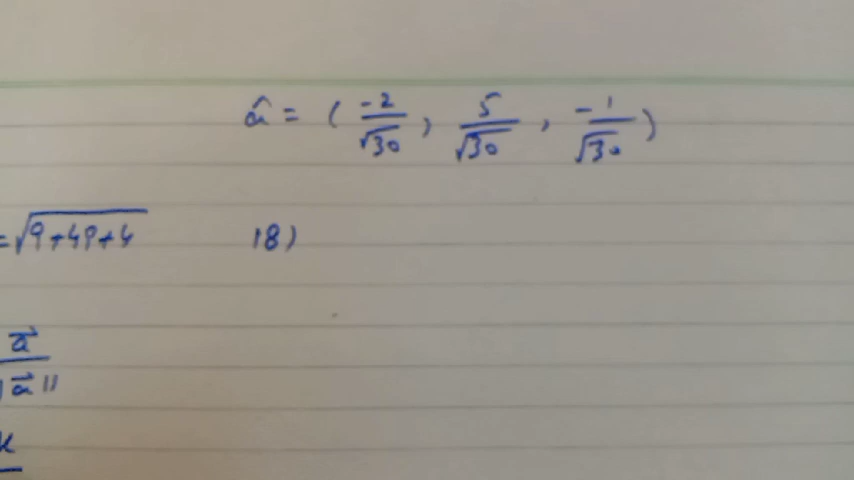 â = ( -2/√30 , 5/√30 , -1/√30 )
=√9+49+4
18)
a⃗
‖a⃗‖
k